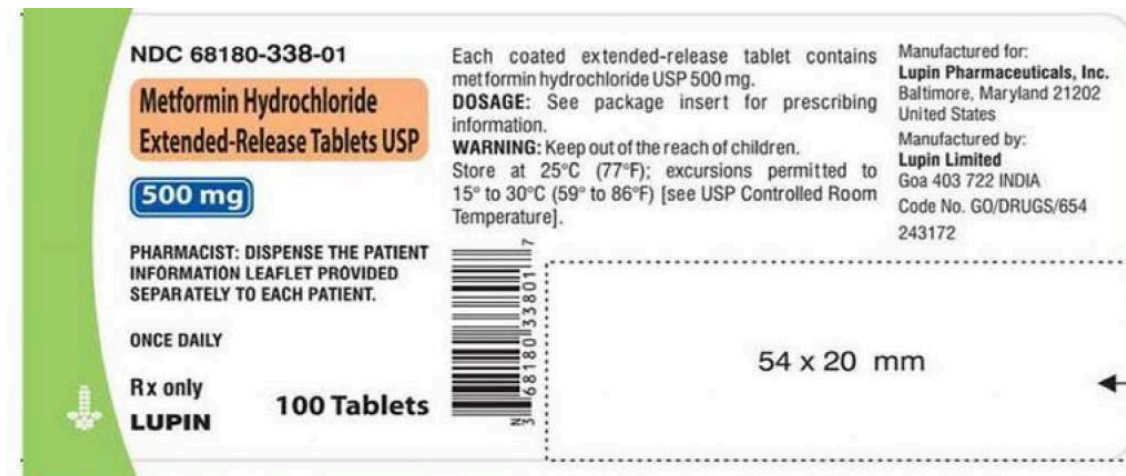 NDC 68180-338-01
Metformin Hydrochloride
Extended-Release Tablets USP
500 mg
PHARMACIST: DISPENSE THE PATIENT
INFORMATION LEAFLET PROVIDED
SEPARATELY TO EACH PATIENT.
ONCE DAILY
Rx only
LUPIN
100 Tablets
Each coated extended-release tablet contains
metformin hydrochloride USP 500 mg.
DOSAGE: See package insert for prescribing
information.
WARNING: Keep out of the reach of children.
Store at 25°C (77°F); excursions permitted to
15° to 30°C (59° to 86°F) [see USP Controlled Room
Temperature].
N
3 68180 33801 7
Manufactured for:
Lupin Pharmaceuticals, Inc.
Baltimore, Maryland 21202
United States
Manufactured by:
Lupin Limited
Goa 403 722 INDIA
Code No. GO/DRUGS/654
243172
54 x 20 mm